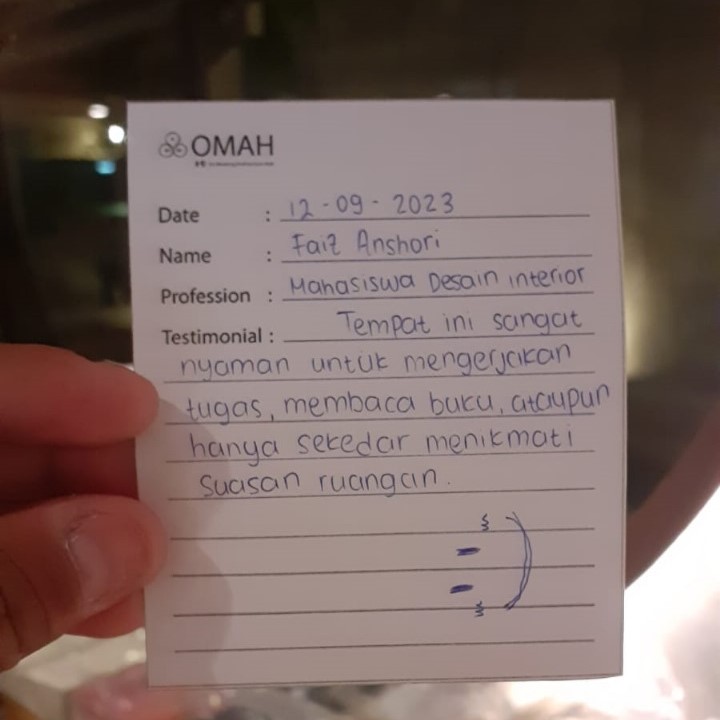 OMAH
Date : 12-09-2023
Name : Faiz Anshori
Profession : Mahasiswa Desain interior
Testimonial : Tempat ini sangat
nyaman untuk mengerjakan
tugas, membaca buku, ataupun
hanya sekedar menikmati
suasan ruangan.